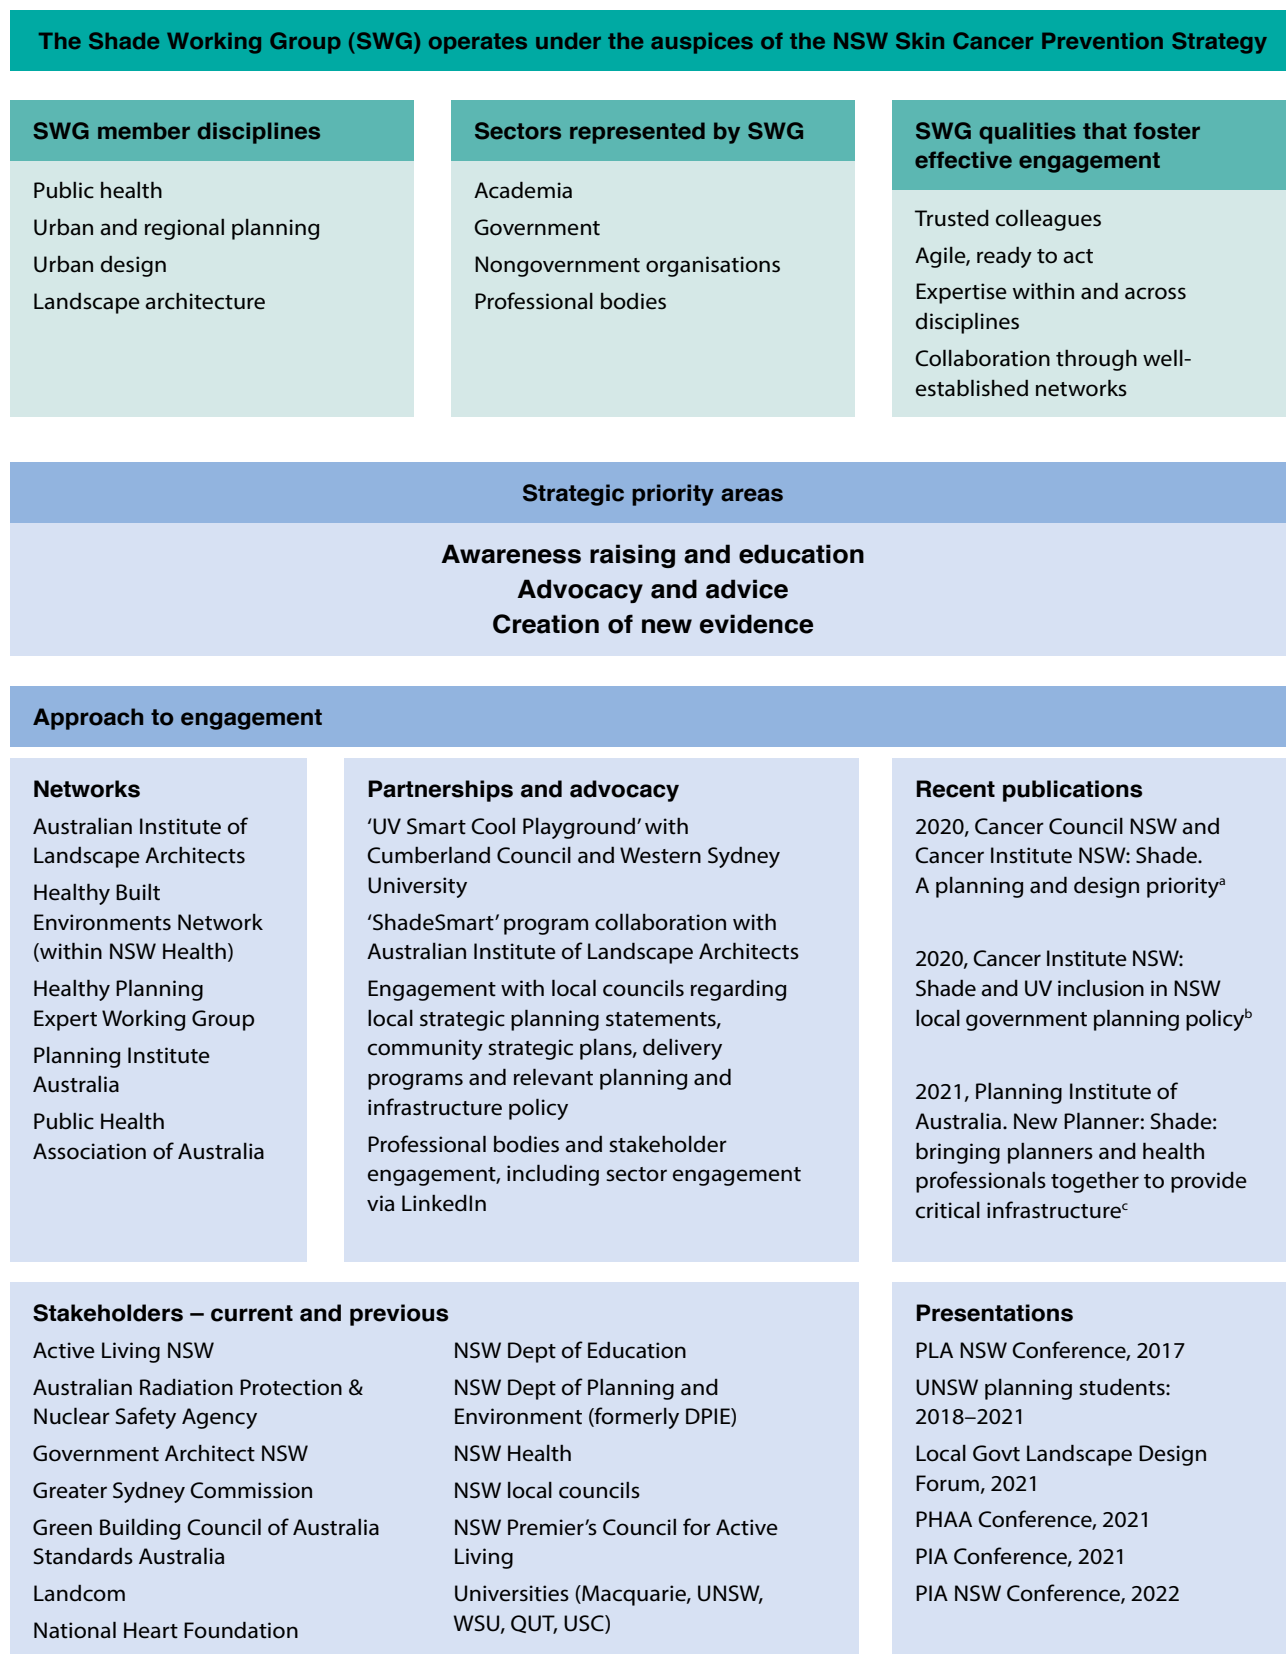 The Shade Working Group (SWG) operates under the auspices of the NSW Skin Cancer Prevention Strategy
SWG member disciplines
Public health
Urban and regional planning
Urban design
Landscape architecture
Sectors represented by SWG
Academia
Government
Nongovernment organisations
Professional bodies
SWG qualities that foster
effective engagement
Trusted colleagues
Agile, ready to act
Expertise within and across
disciplines
Collaboration through well-
established networks
Strategic priority areas
Awareness raising and education
Advocacy and advice
Creation of new evidence
Approach to engagement
Networks
Australian Institute of
Landscape Architects
Healthy Built
Environments Network
(within NSW Health)
Healthy Planning
Expert Working Group
Planning Institute
Australia
Public Health
Association of Australia
Partnerships and advocacy
‘UV Smart Cool Playground’ with
Cumberland Council and Western Sydney
University
‘ShadeSmart’ program collaboration with
Australian Institute of Landscape Architects
Engagement with local councils regarding
local strategic planning statements,
community strategic plans, delivery
programs and relevant planning and
infrastructure policy
Professional bodies and stakeholder
engagement, including sector engagement
via LinkedIn
Recent publications
2020, Cancer Council NSW and
Cancer Institute NSW: Shade.
A planning and design priorityᵃ
2020, Cancer Institute NSW:
Shade and UV inclusion in NSW
local government planning policyᵇ
2021, Planning Institute of
Australia. New Planner: Shade:
bringing planners and health
professionals together to provide
critical infrastructureᶜ
Stakeholders – current and previous
Active Living NSW
Australian Radiation Protection &
Nuclear Safety Agency
Government Architect NSW
Greater Sydney Commission
Green Building Council of Australia
Standards Australia
Landcom
National Heart Foundation
NSW Dept of Education
NSW Dept of Planning and
Environment (formerly DPIE)
NSW Health
NSW local councils
NSW Premier’s Council for Active
Living
Universities (Macquarie, UNSW,
WSU, QUT, USC)
Presentations
PLA NSW Conference, 2017
UNSW planning students:
2018–2021
Local Govt Landscape Design
Forum, 2021
PHAA Conference, 2021
PIA Conference, 2021
PIA NSW Conference, 2022